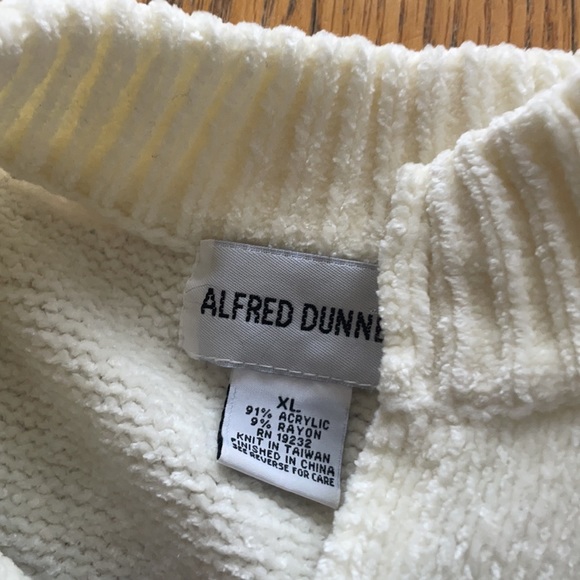 ALFRED DUNNE
XL
91% ACRYLIC
9% RAYON
RN 19232
KNIT IN TAIWAN
FINISHED IN CHINA
SEE REVERSE FOR CARE